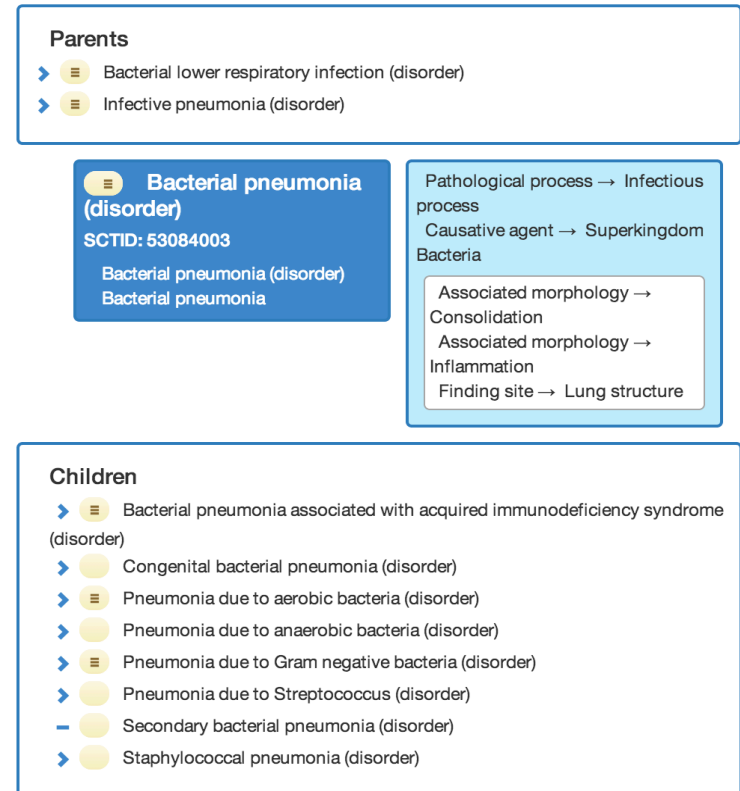 Parents
Bacterial lower respiratory infection (disorder)
Infective pneumonia (disorder)
Bacterial pneumonia
(disorder)
SCTID: 53084003
Bacterial pneumonia (disorder)
Bacterial pneumonia
Pathological process → Infectious
process
Causative agent → Superkingdom
Bacteria
Associated morphology →
Consolidation
Associated morphology →
Inflammation
Finding site → Lung structure
Children
Bacterial pneumonia associated with acquired immunodeficiency syndrome
(disorder)
Congenital bacterial pneumonia (disorder)
Pneumonia due to aerobic bacteria (disorder)
Pneumonia due to anaerobic bacteria (disorder)
Pneumonia due to Gram negative bacteria (disorder)
Pneumonia due to Streptococcus (disorder)
Secondary bacterial pneumonia (disorder)
Staphylococcal pneumonia (disorder)